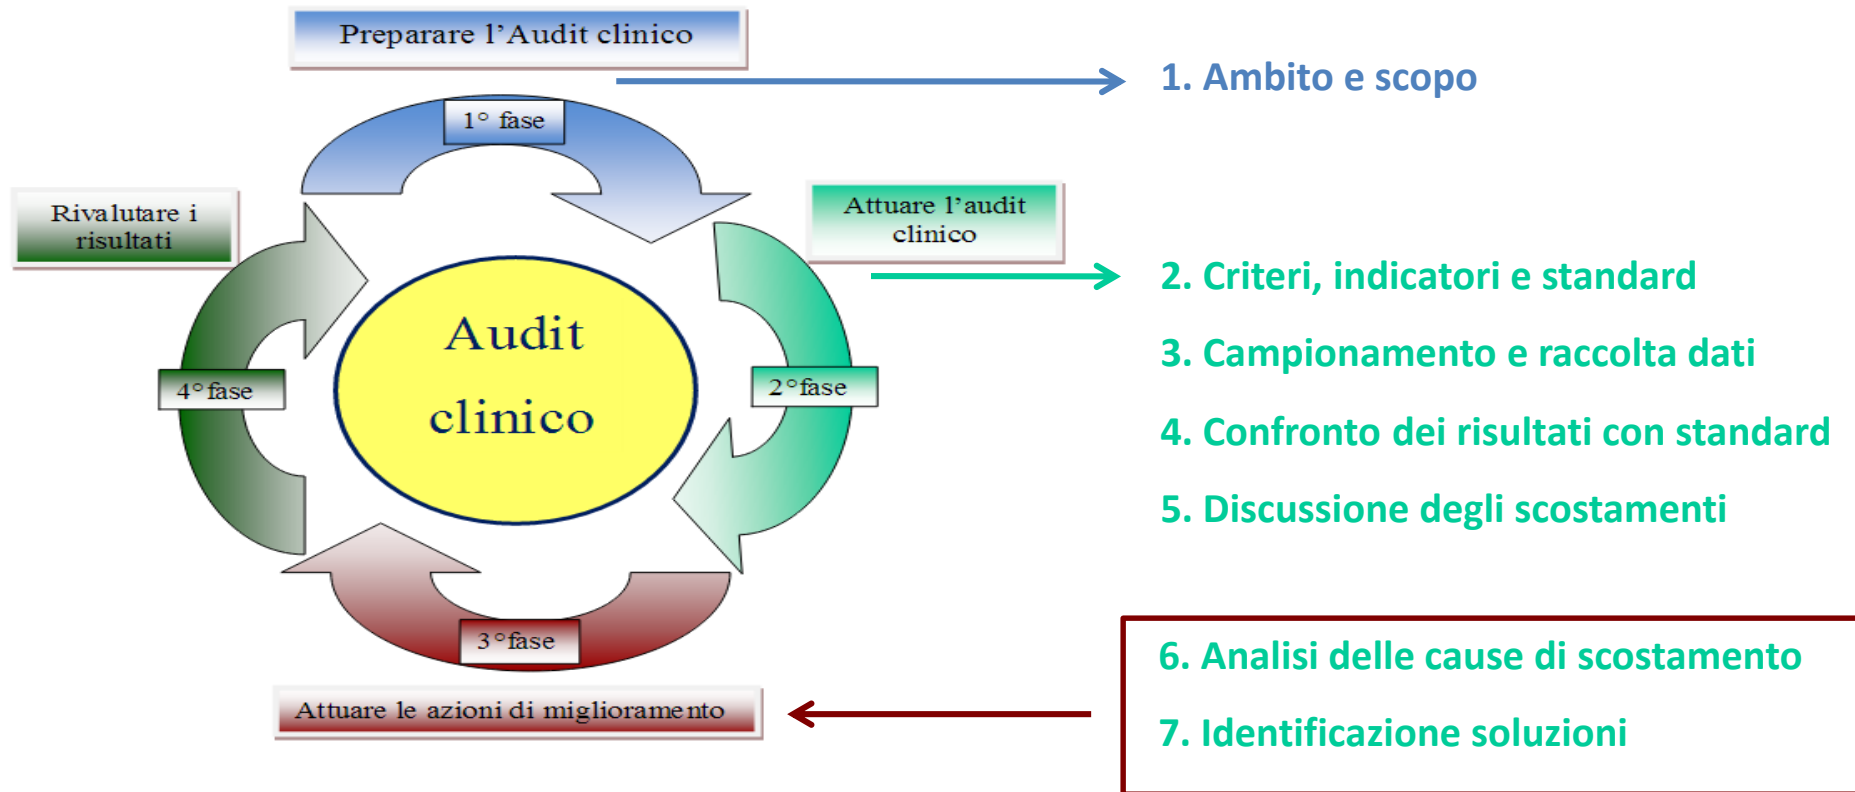 Preparare l'Audit clinico
1. Ambito e scopo
1° fase
Rivalutare i
risultati
Attuare l'audit
clinico
2. Criteri, indicatori e standard
3. Campionamento e raccolta dati
Audit
clinico
4°fase
2°fase
4. Confronto dei risultati con standard
5. Discussione degli scostamenti
3°fase
6. Analisi delle cause di scostamento
Attuare le azioni di miglioramento
7. Identificazione soluzioni